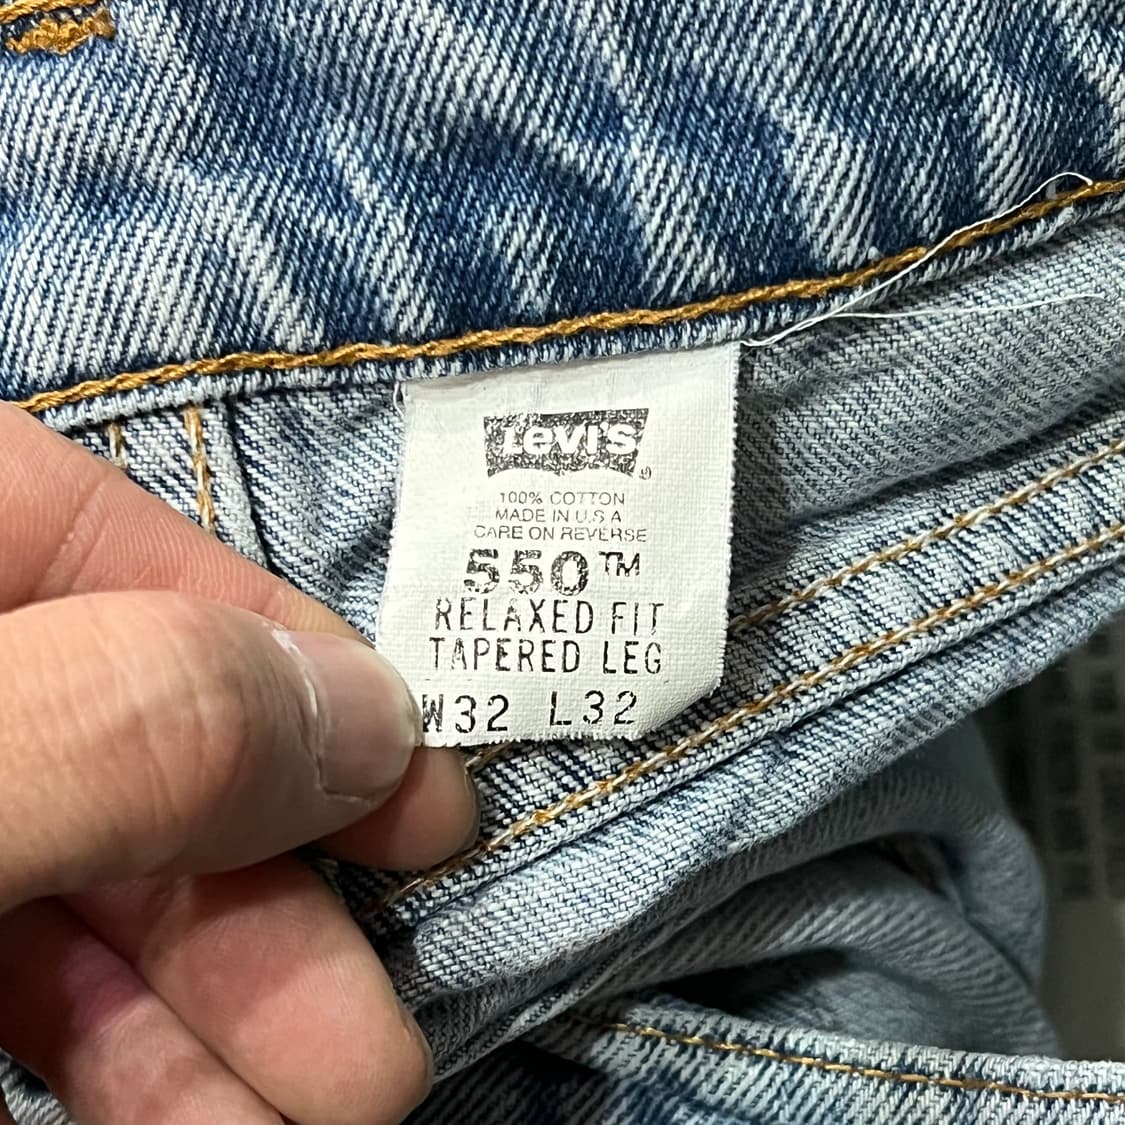 Levi's ®
100% COTTON
MADE IN U.S.A
CARE ON REVERSE
550™
RELAXED FIT
TAPERED LEG
W32 L32